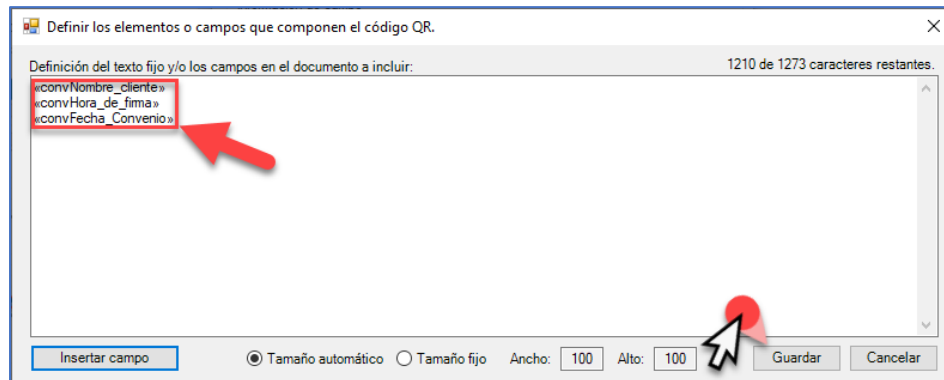 Definir los elementos o campos que componen el código QR.
Definición del texto fijo y/o los campos en el documento a incluir:
1210 de 1273 caracteres restantes.
«convNombre_cliente»
«convHora_de_firma»
«convFecha_Convenio»
Insertar campo
Tamaño automático
Tamaño fijo
Ancho: 100
Alto: 100
Guardar
Cancelar